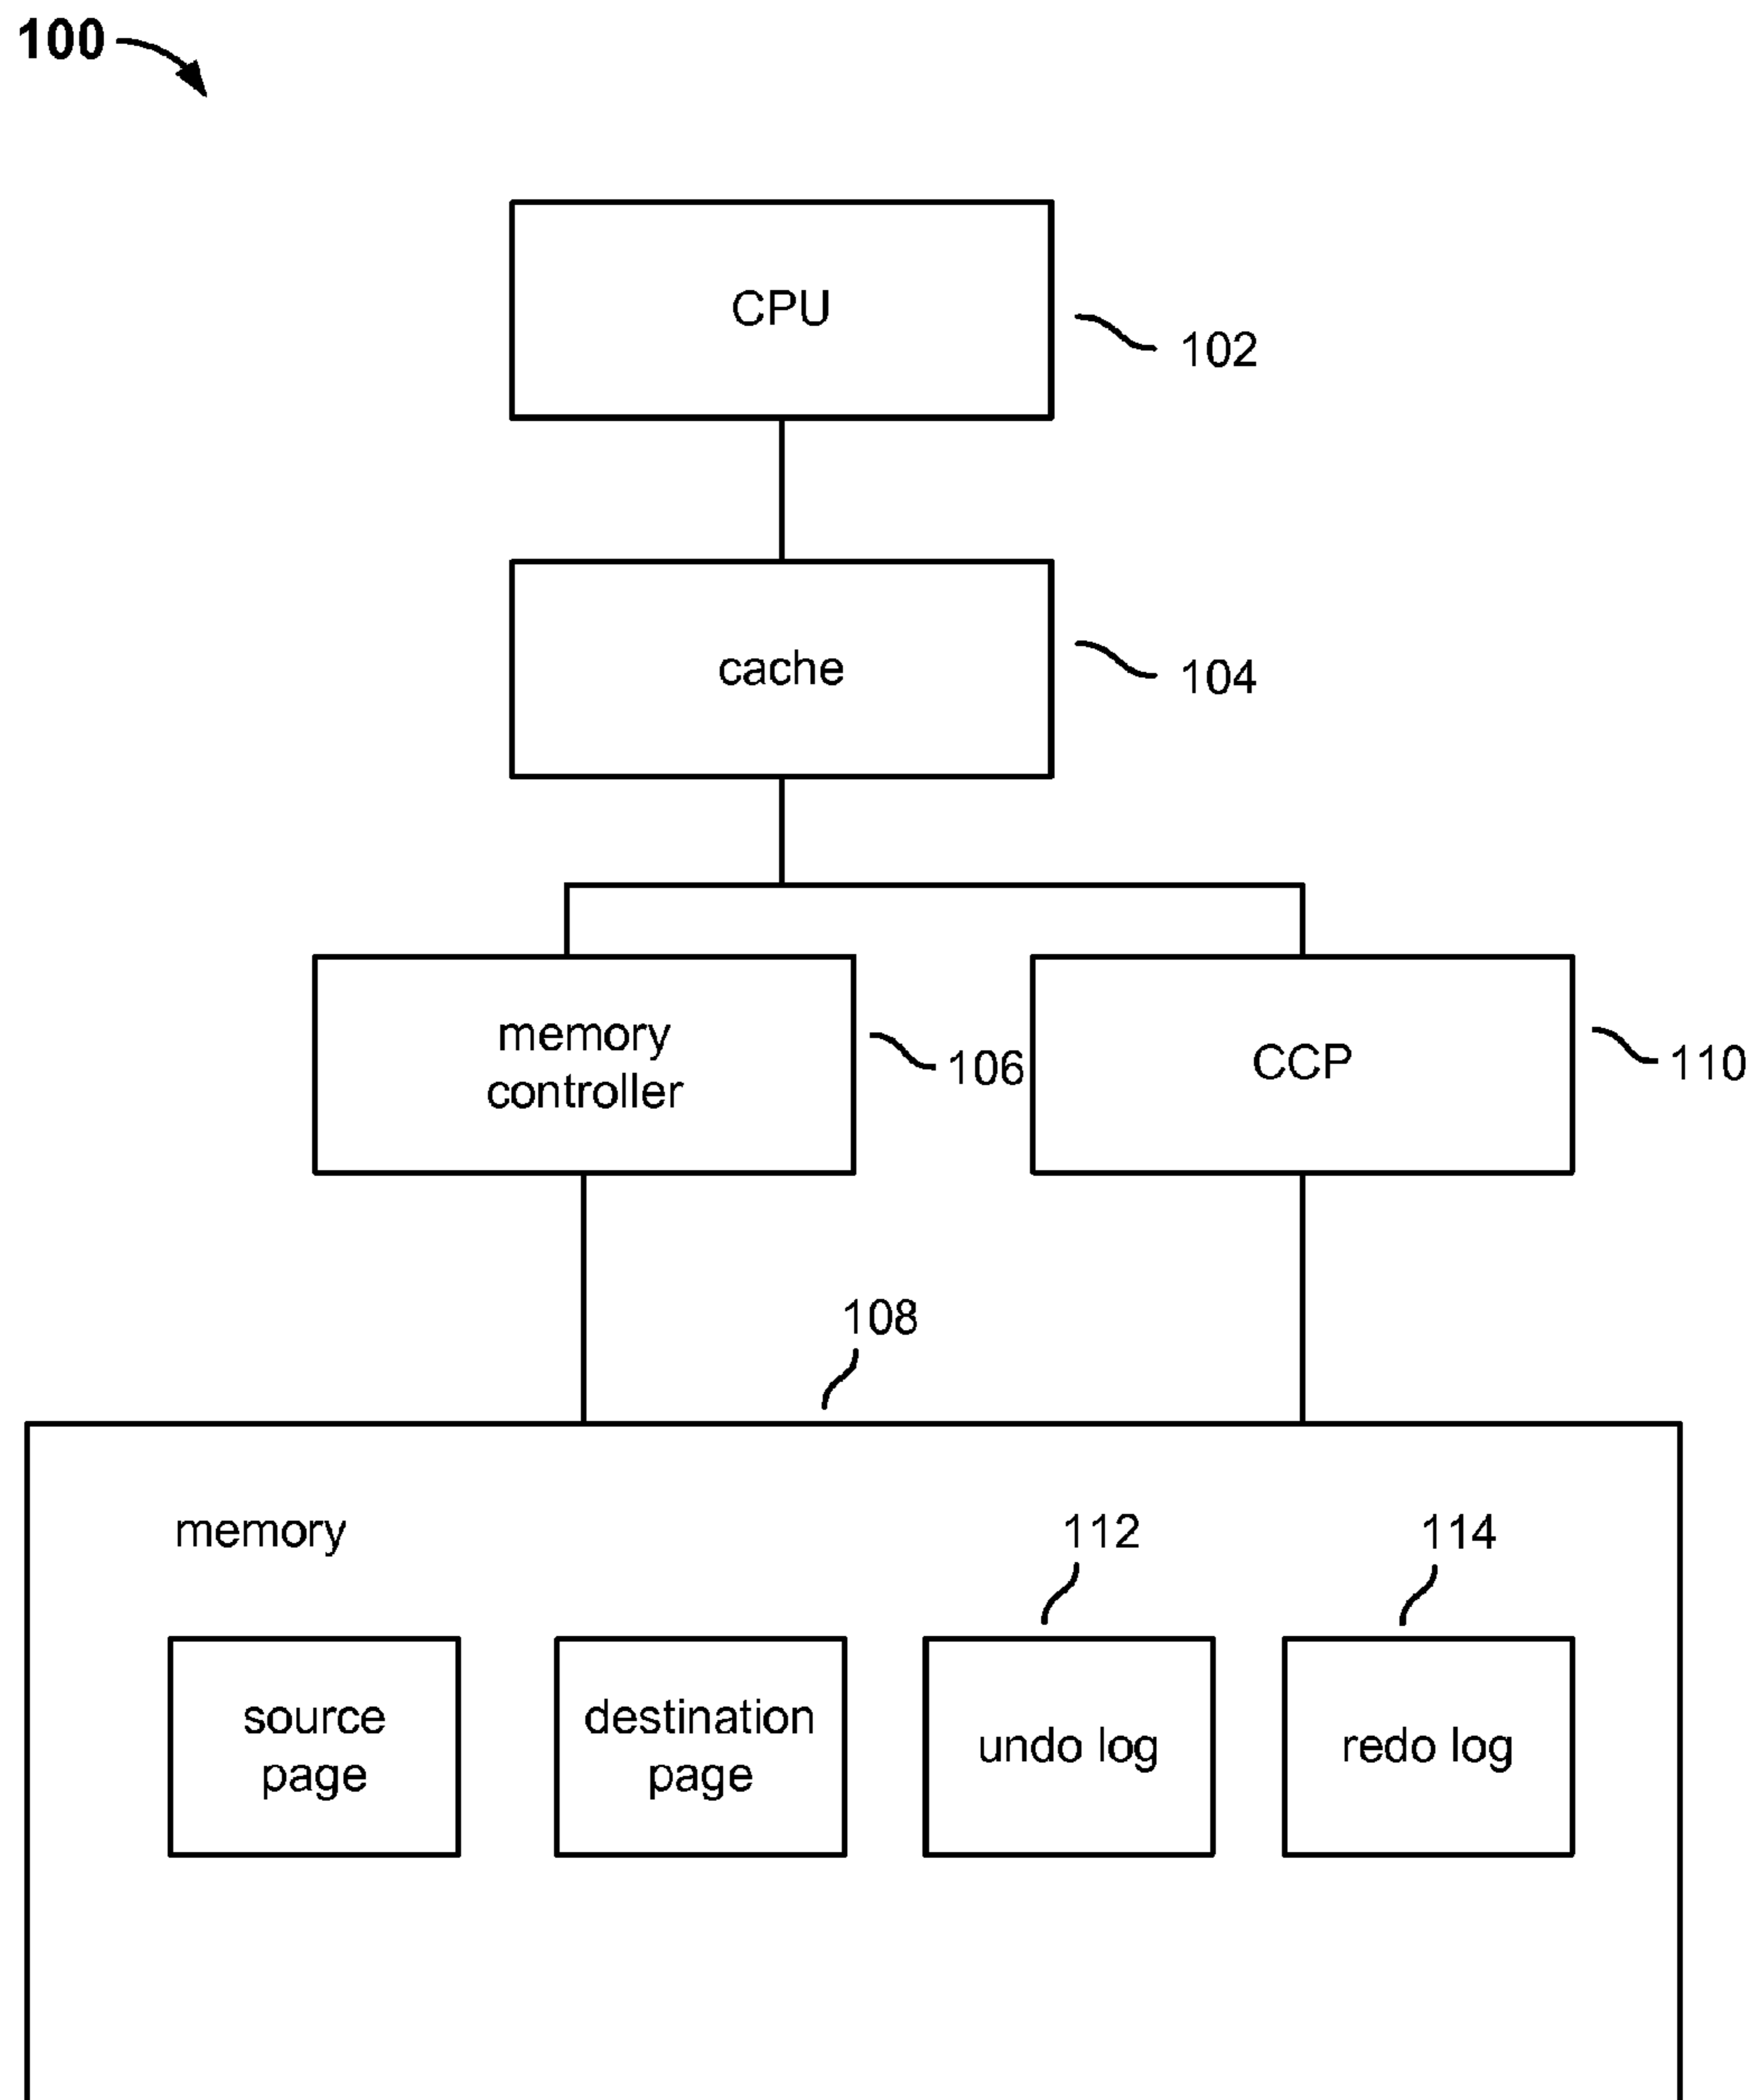 100
CPU
102
cache
104
memory
controller
106
CCP
110
108
memory
112
114
source
page
destination
page
undo log
redo log